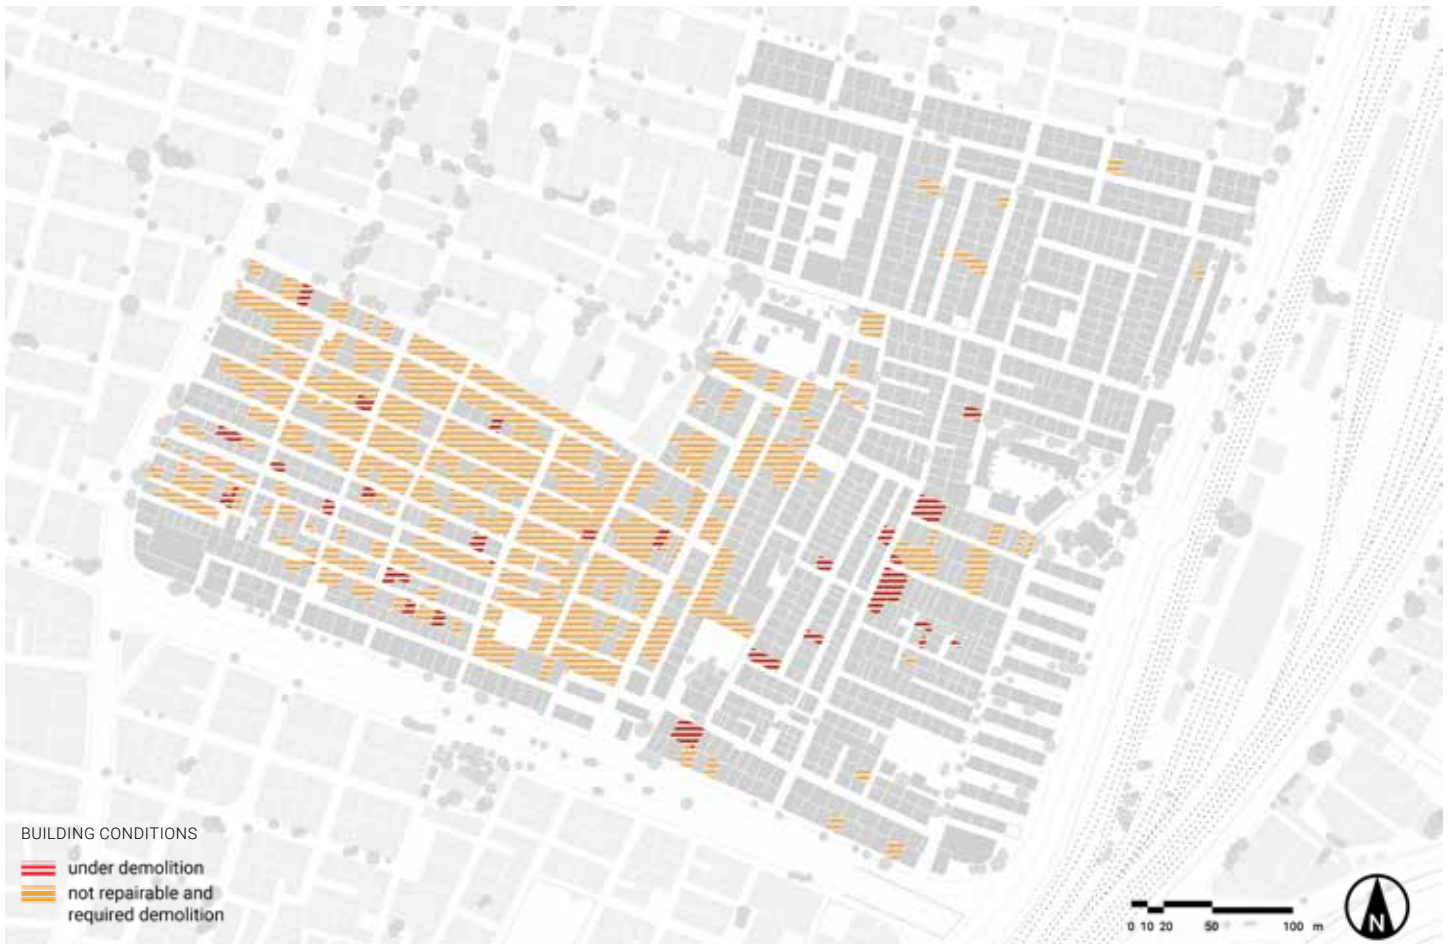 BUILDING CONDITIONS
under demolition
not repairable and
required demolition
0 10 20 50 100 m
N